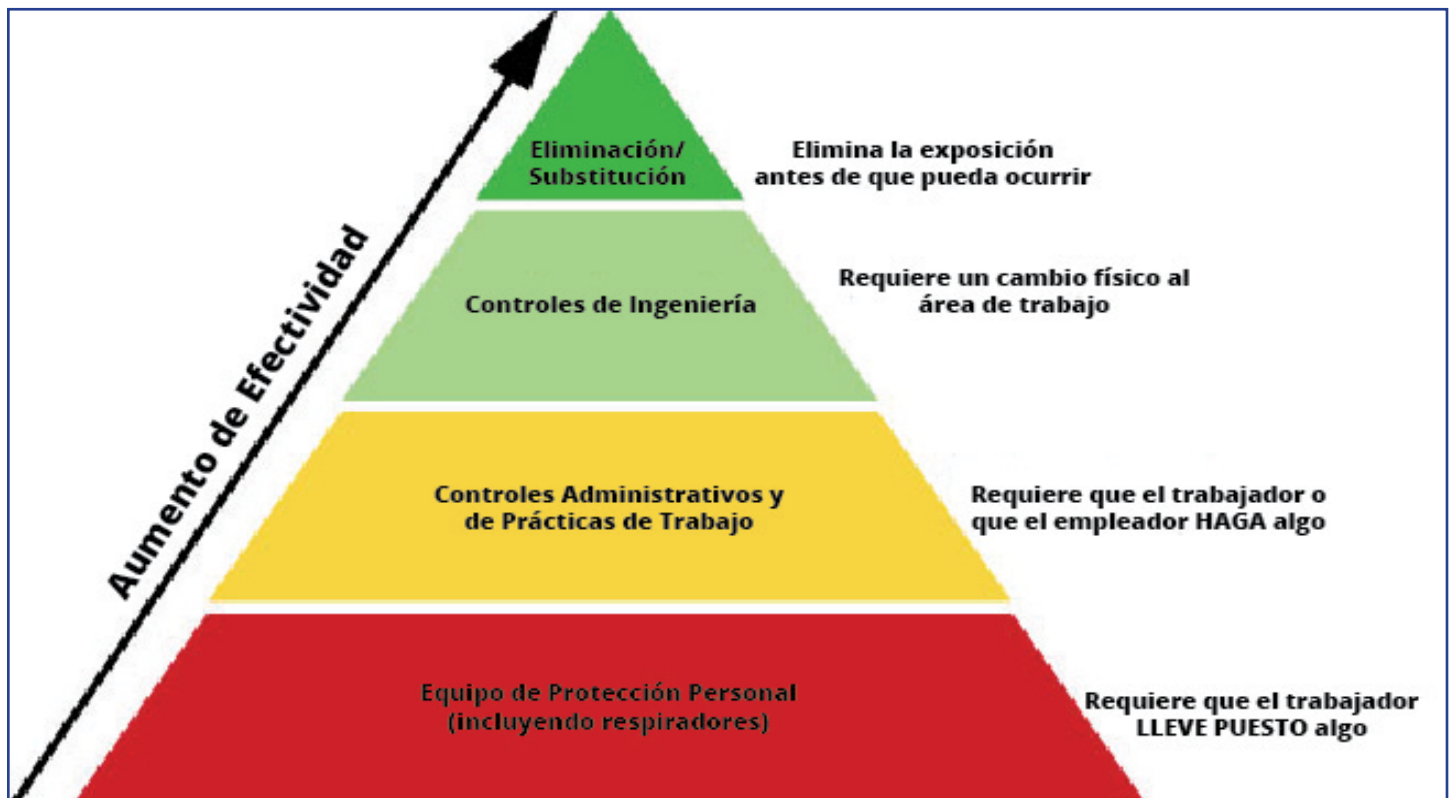 Aumento de Efectividad
Eliminación/
Substitución
Elimina la exposición
antes de que pueda ocurrir
Controles de Ingeniería
Requiere un cambio físico al
área de trabajo
Controles Administrativos y
de Prácticas de Trabajo
Requiere que el trabajador o
que el empleador HAGA algo
Equipo de Protección Personal
(incluyendo respiradores)
Requiere que el trabajador
LLEVE PUESTO algo